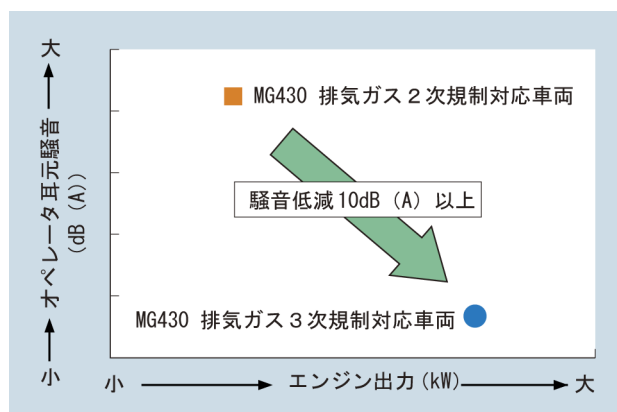 大
オペレータ耳元騒音
(dB (A))
小
MG430 排気ガス２次規制対応車両
騒音低減10dB (A) 以上
MG430 排気ガス３次規制対応車両
小 エンジン出力(kW) 大